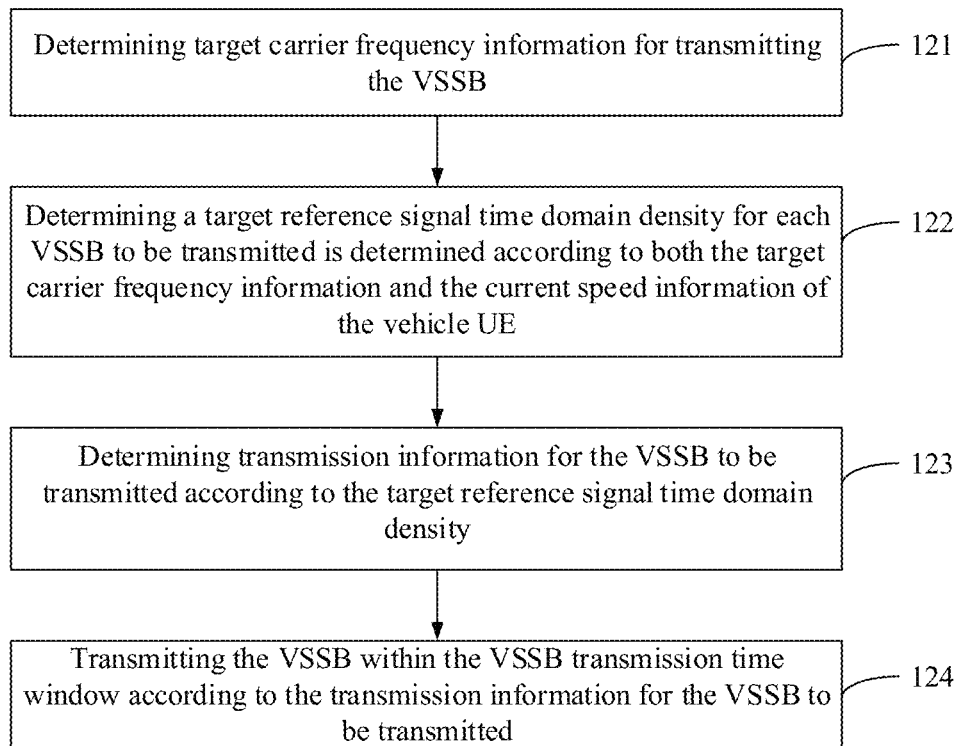 Determining target carrier frequency information for transmitting
the VSSB
121
Determining a target reference signal time domain density for each
VSSB to be transmitted is determined according to both the target
carrier frequency information and the current speed information of
the vehicle UE
122
Determining transmission information for the VSSB to be
transmitted according to the target reference signal time domain
density
123
Transmitting the VSSB within the VSSB transmission time
window according to the transmission information for the VSSB to
be transmitted
124